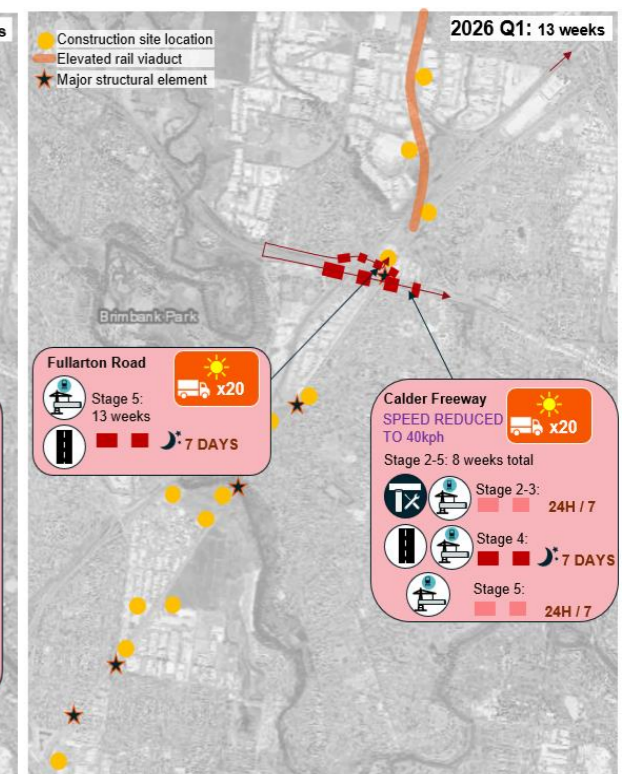 s
2026 Q1: 13 weeks
Construction site location
Elevated rail viaduct
Major structural element
Brimbank Park
Fullarton Road
x20
Stage 5:
13 weeks
7 DAYS
Calder Freeway
SPEED REDUCED
TO 40kph
x20
Stage 2-5: 8 weeks total
Stage 2-3:
24H / 7
Stage 4:
7 DAYS
Stage 5:
24H / 7